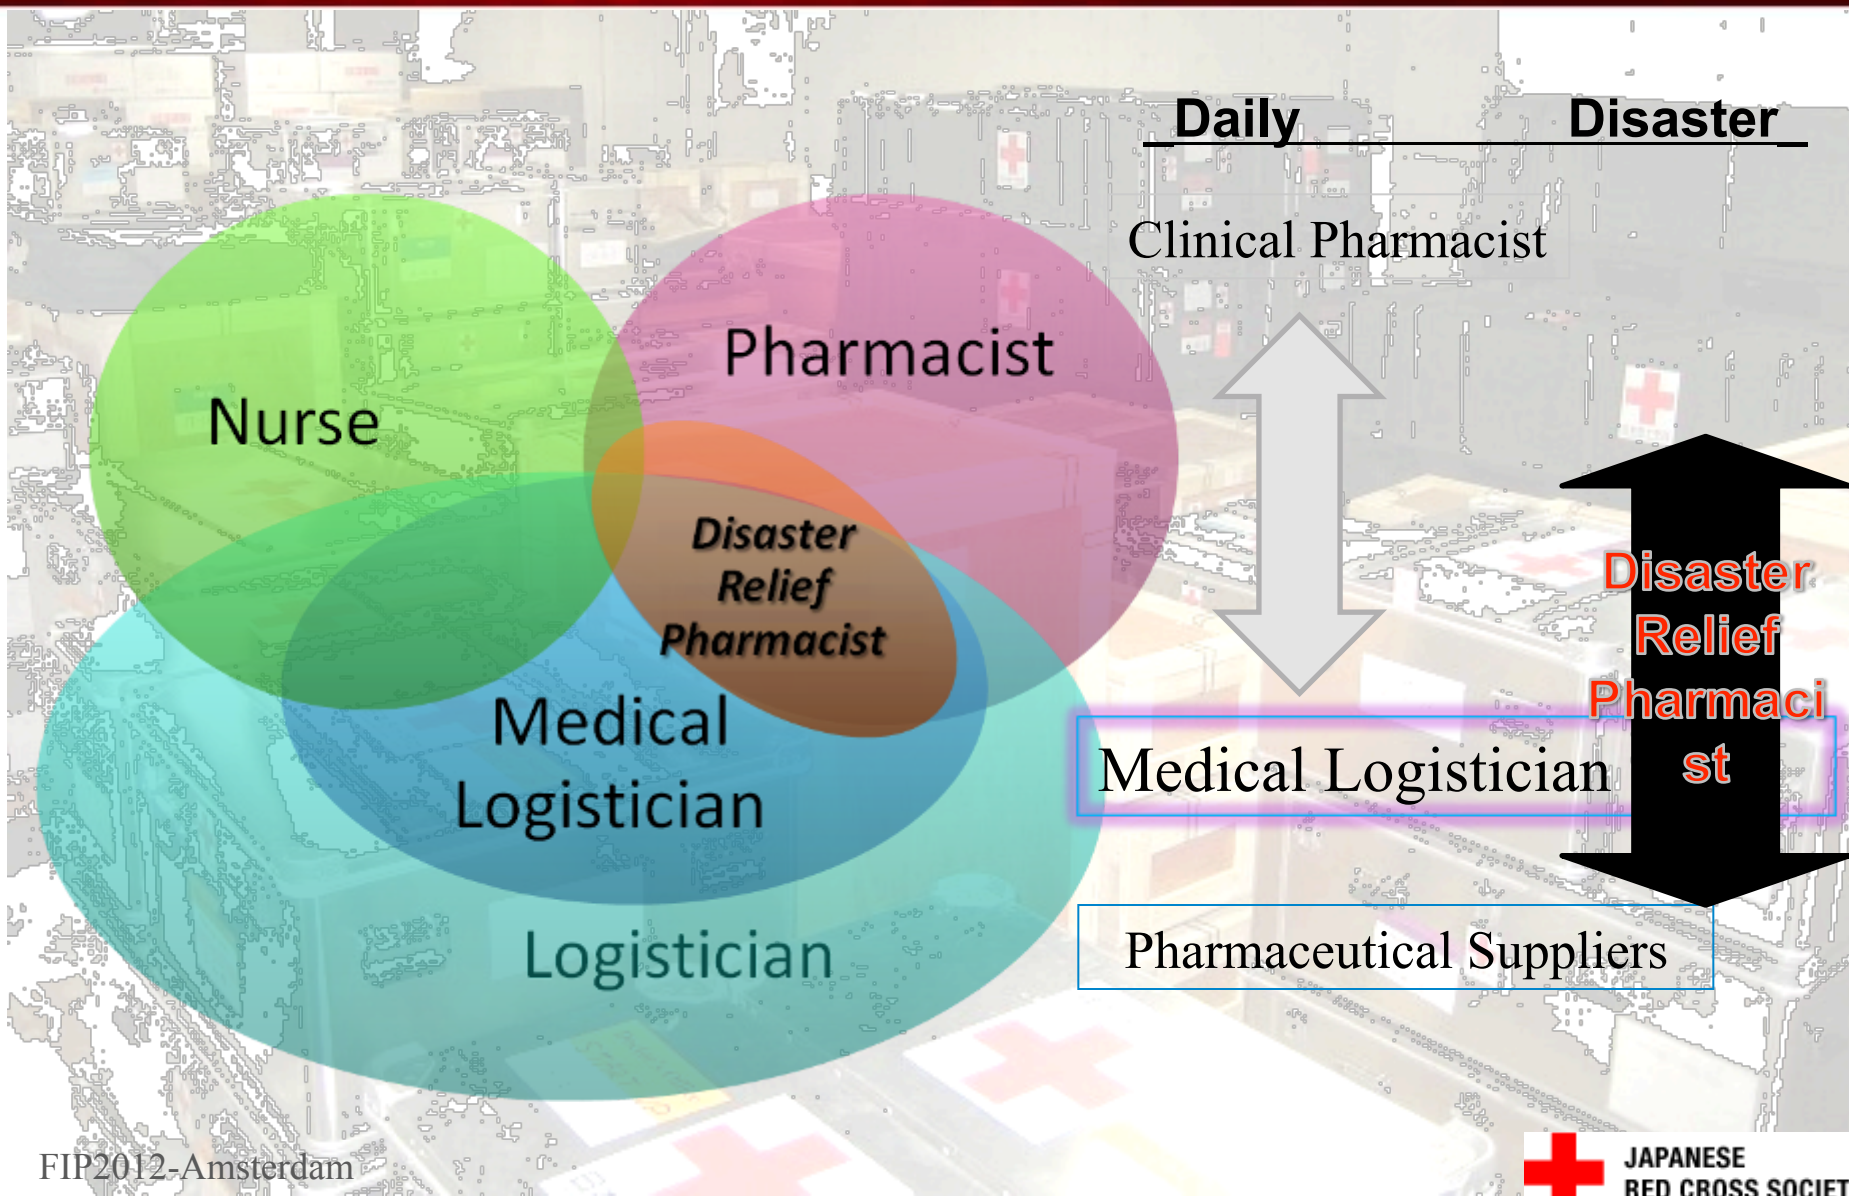 Daily Disaster
Clinical Pharmacist
Pharmacist
Nurse
Disaster
Relief
Pharmacist
Medical
Logistician
Logistician
Disaster
Relief
Pharmaci
st
Medical Logistician
Pharmaceutical Suppliers
FIP2012-Amsterdam
JAPANESE
RED CROSS SOCIET